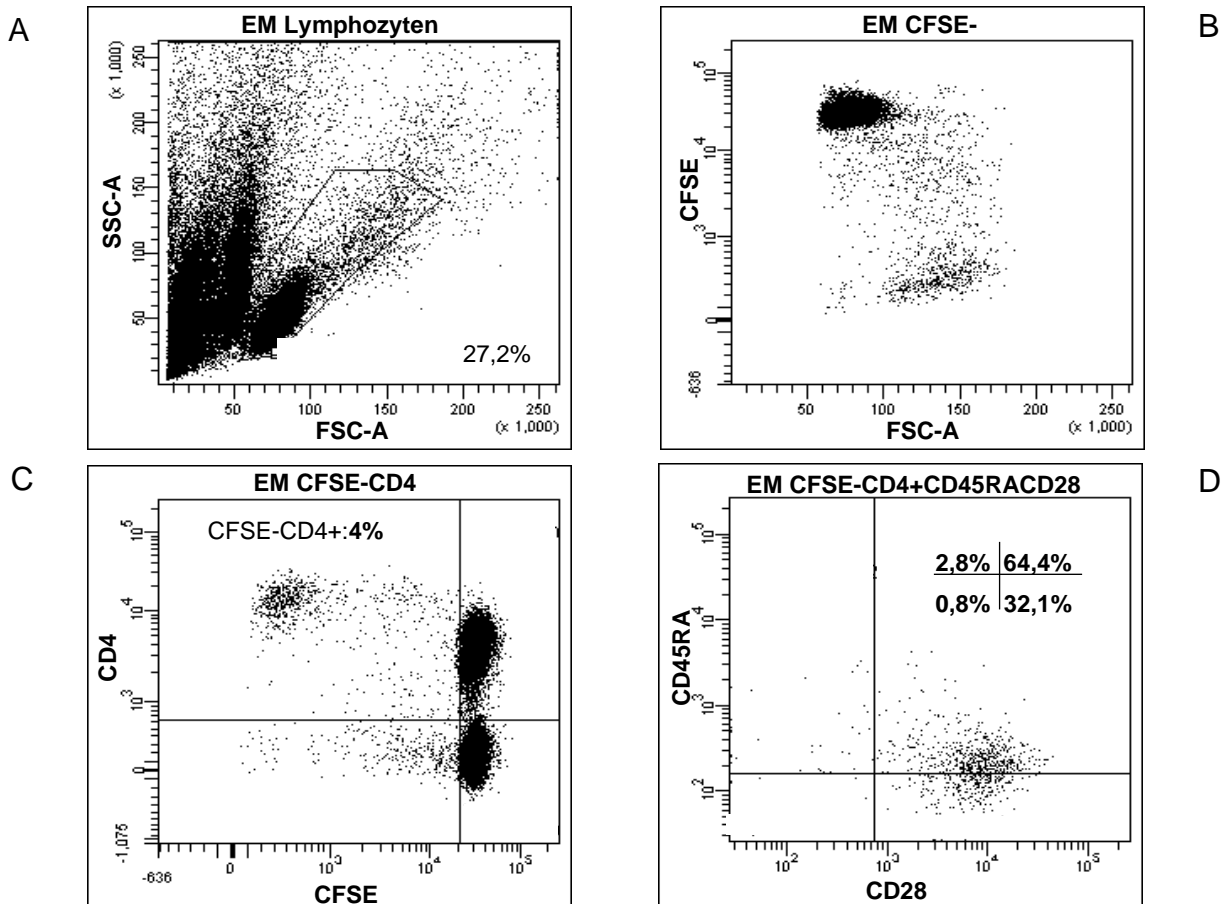 A
EM Lymphozyten
SSC-A
(x 1,000)
250
200
150
100
50
27,2%
50 100 150 200 250
FSC-A
(x 1,000)
B
EM CFSE-
CFSE
10^5
10^4
10^3
0
-636
50 100 150 200 250
FSC-A
(x 1,000)
C
EM CFSE-CD4
CFSE-CD4+:4%
CD4
10^5
10^4
10^3
0
-1,075
-636
0 10^3 10^4 10^5
CFSE
D
EM CFSE-CD4+CD45RACD28
2,8% 64,4%
0,8% 32,1%
CD45RA
10^5
10^4
10^3
10^2
10^2 10^3 10^4 10^5
CD28